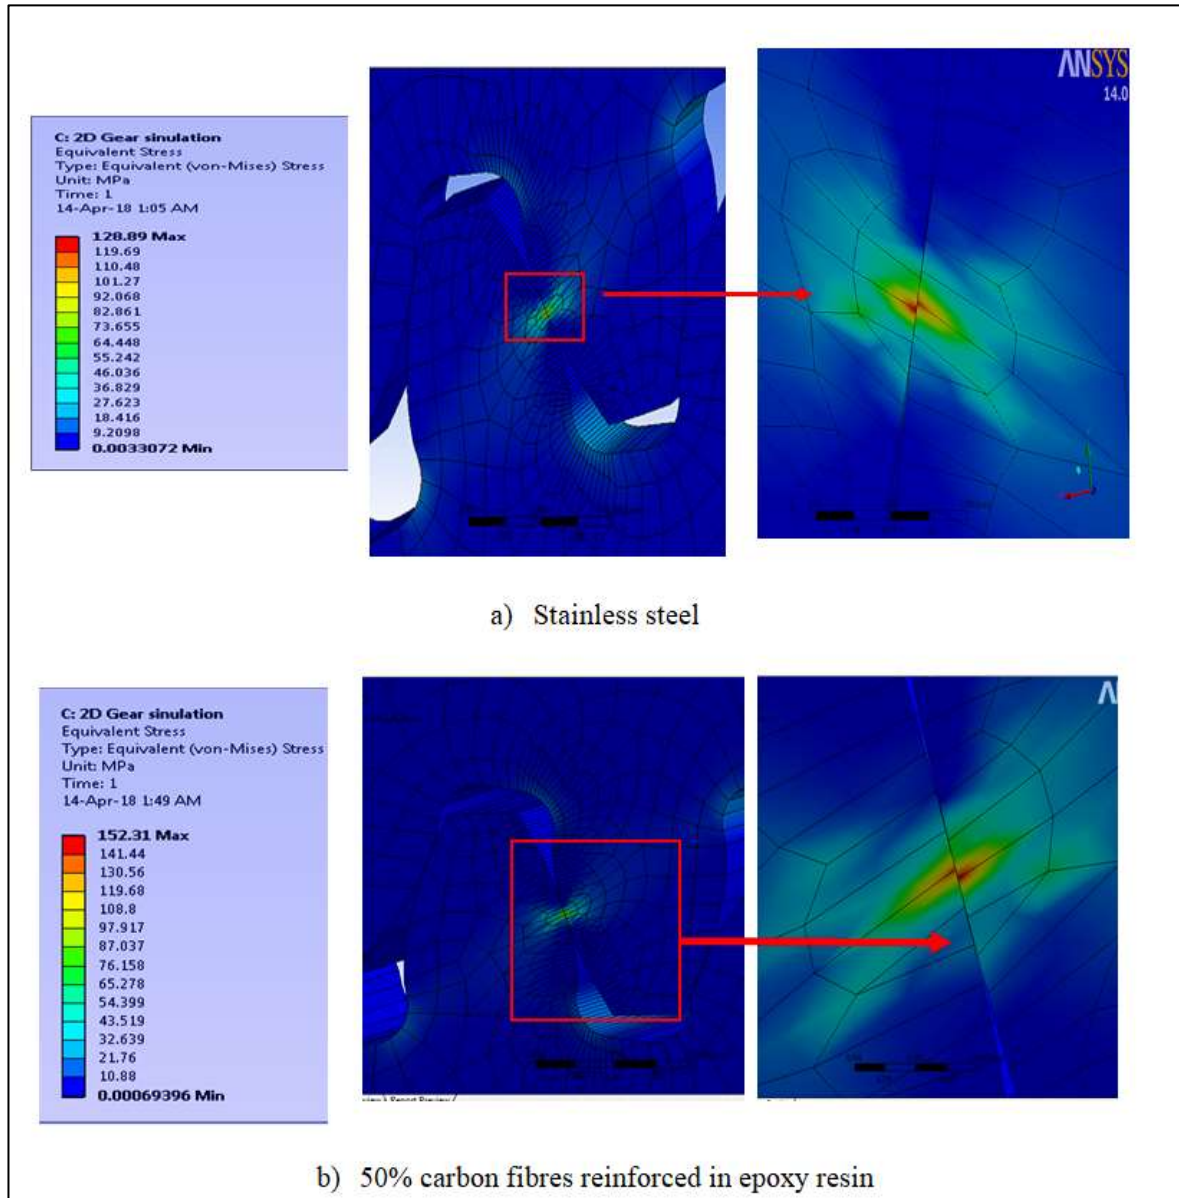 C: 2D Gear simulation
Equivalent Stress
Type: Equivalent (von-Mises) Stress
Unit: MPa
Time: 1
14-Apr-18 1:05 AM
128.89 Max
119.69
110.48
101.27
92.068
82.861
73.655
64.448
55.242
46.036
36.829
27.623
18.416
9.2098
0.0033072 Min
ANSYS
14.0
a) Stainless steel
C: 2D Gear simulation
Equivalent Stress
Type: Equivalent (von-Mises) Stress
Unit: MPa
Time: 1
14-Apr-18 1:49 AM
152.31 Max
141.44
130.56
119.68
108.8
97.917
87.037
76.158
65.278
54.399
43.519
32.639
21.76
10.88
0.00069396 Min
b) 50% carbon fibres reinforced in epoxy resin